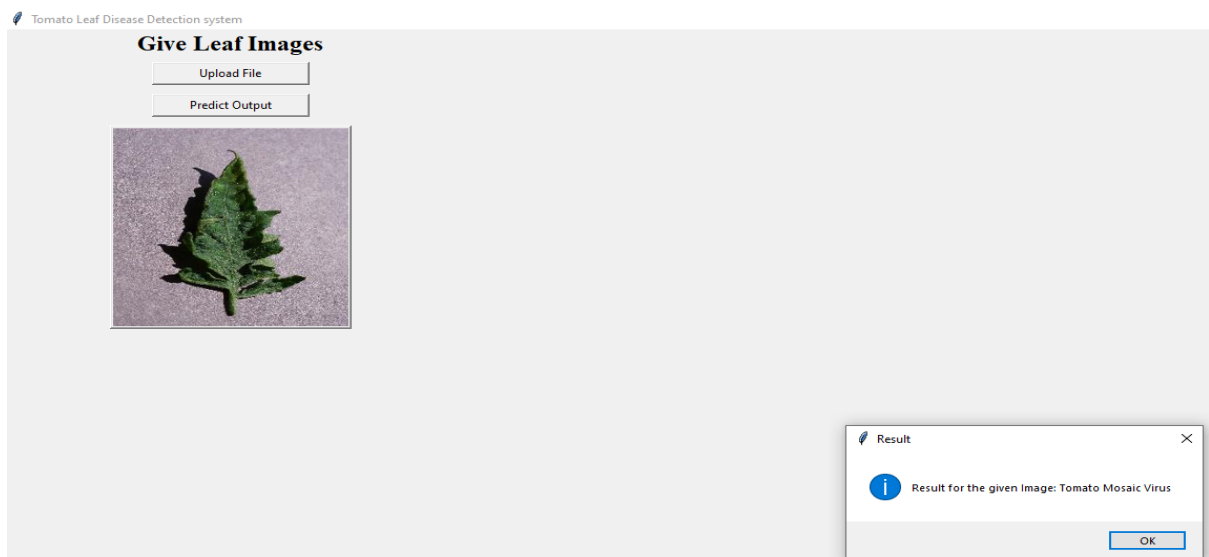 Tomato Leaf Disease Detection system
Give Leaf Images
Upload File
Predict Output
Result
Result for the given Image: Tomato Mosaic Virus
OK